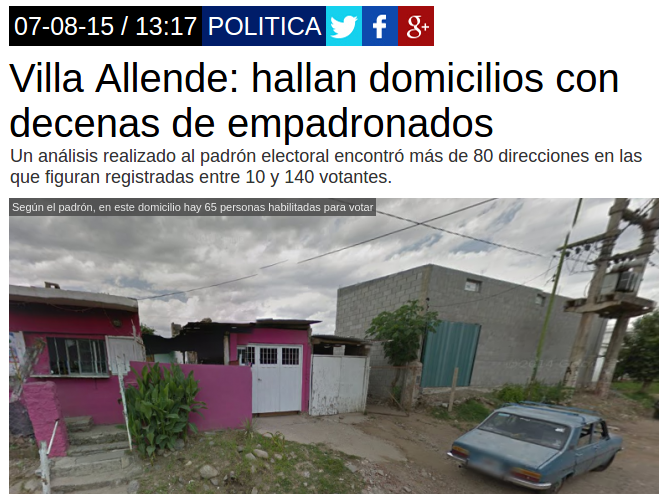 07-08-15 / 13:17 POLITICA
Villa Allende: hallan domicilios con
decenas de empadronados
Un análisis realizado al padrón electoral encontró más de 80 direcciones en las
que figuran registradas entre 10 y 140 votantes.
Según el padrón, en este domicilio hay 65 personas habilitadas para votar